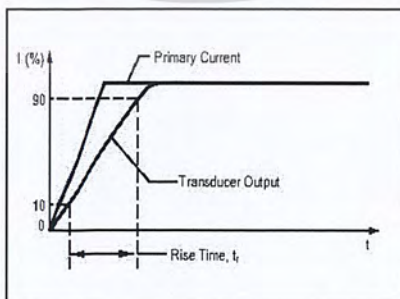 I (%)
Primary Current
90
Transducer Output
10
0
t
Rise Time, tr